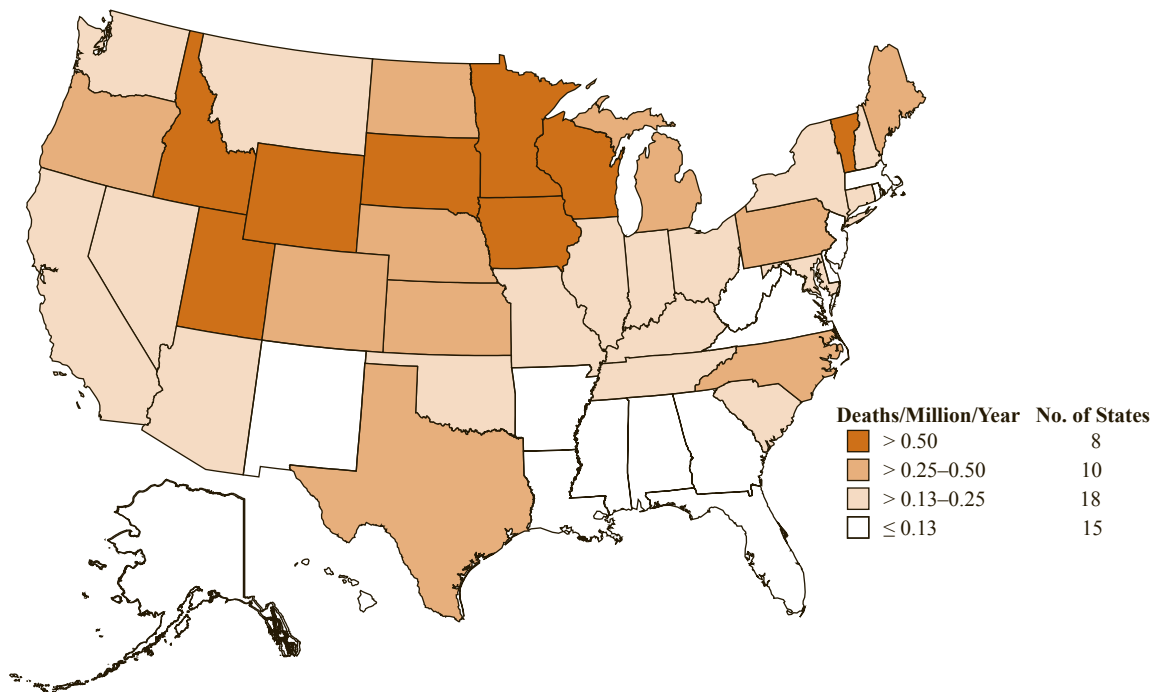 Deaths/Million/Year No. of States
> 0.50 8
> 0.25–0.50 10
> 0.13–0.25 18
≤ 0.13 15